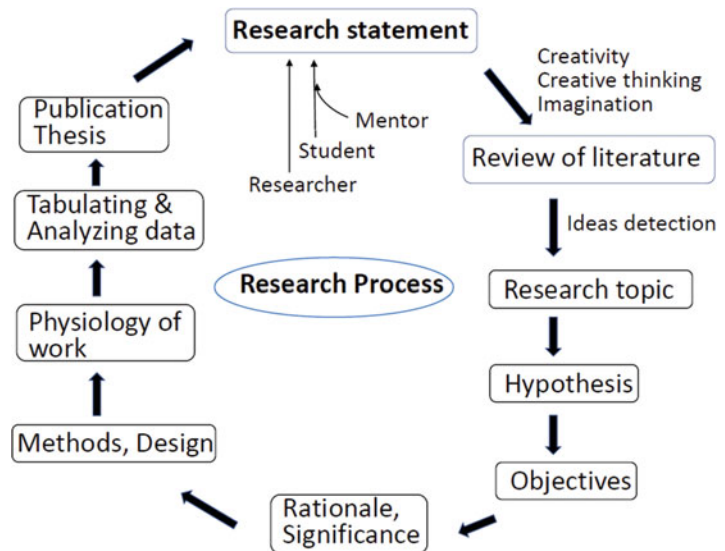 Research statement
Creativity
Creative thinking
Imagination
Mentor
Student
Researcher
Review of literature
Ideas detection
Research topic
Hypothesis
Objectives
Rationale,
Significance
Methods, Design
Physiology of
work
Tabulating &
Analyzing data
Publication
Thesis
Research Process